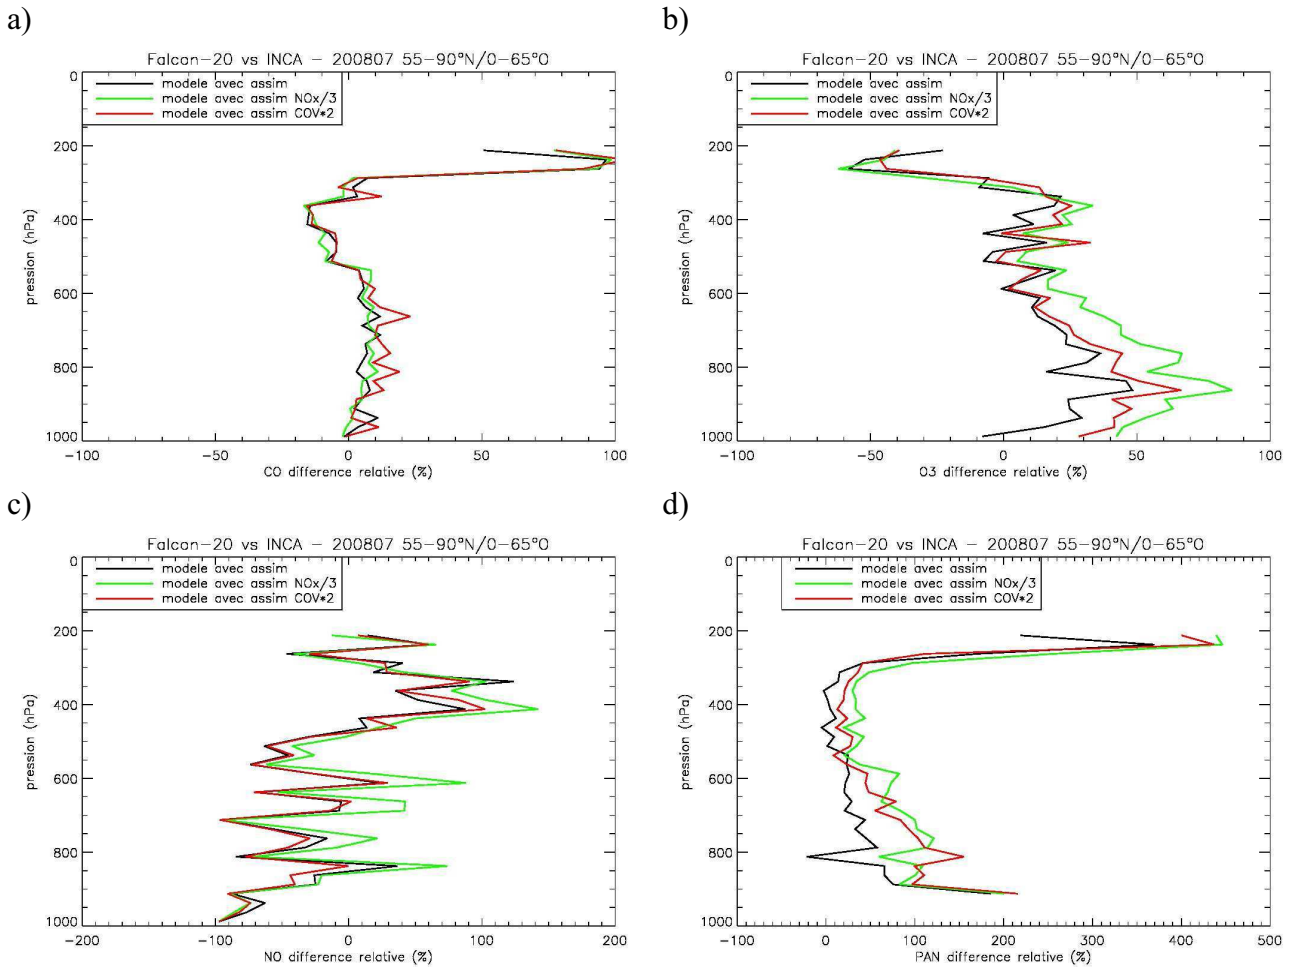 a)
Falcon-20 vs INCA - 200807 55-90°N/0-65°O
modele avec assim
modele avec assim NOx/3
modele avec assim COV*2
0
200
400
600
800
1000
pression (hPa)
-100 -50 0 50 100
CO difference relative (%)
b)
Falcon-20 vs INCA - 200807 55-90°N/0-65°O
modele avec assim
modele avec assim NOx/3
modele avec assim COV*2
0
200
400
600
800
1000
pression (hPa)
-100 -50 0 50 100
O3 difference relative (%)
c)
Falcon-20 vs INCA - 200807 55-90°N/0-65°O
modele avec assim
modele avec assim NOx/3
modele avec assim COV*2
0
200
400
600
800
1000
pression (hPa)
-200 -100 0 100 200
NO difference relative (%)
d)
Falcon-20 vs INCA - 200807 55-90°N/0-65°O
modele avec assim
modele avec assim NOx/3
modele avec assim COV*2
0
200
400
600
800
1000
pression (hPa)
-100 0 100 200 300 400 500
PAN difference relative (%)